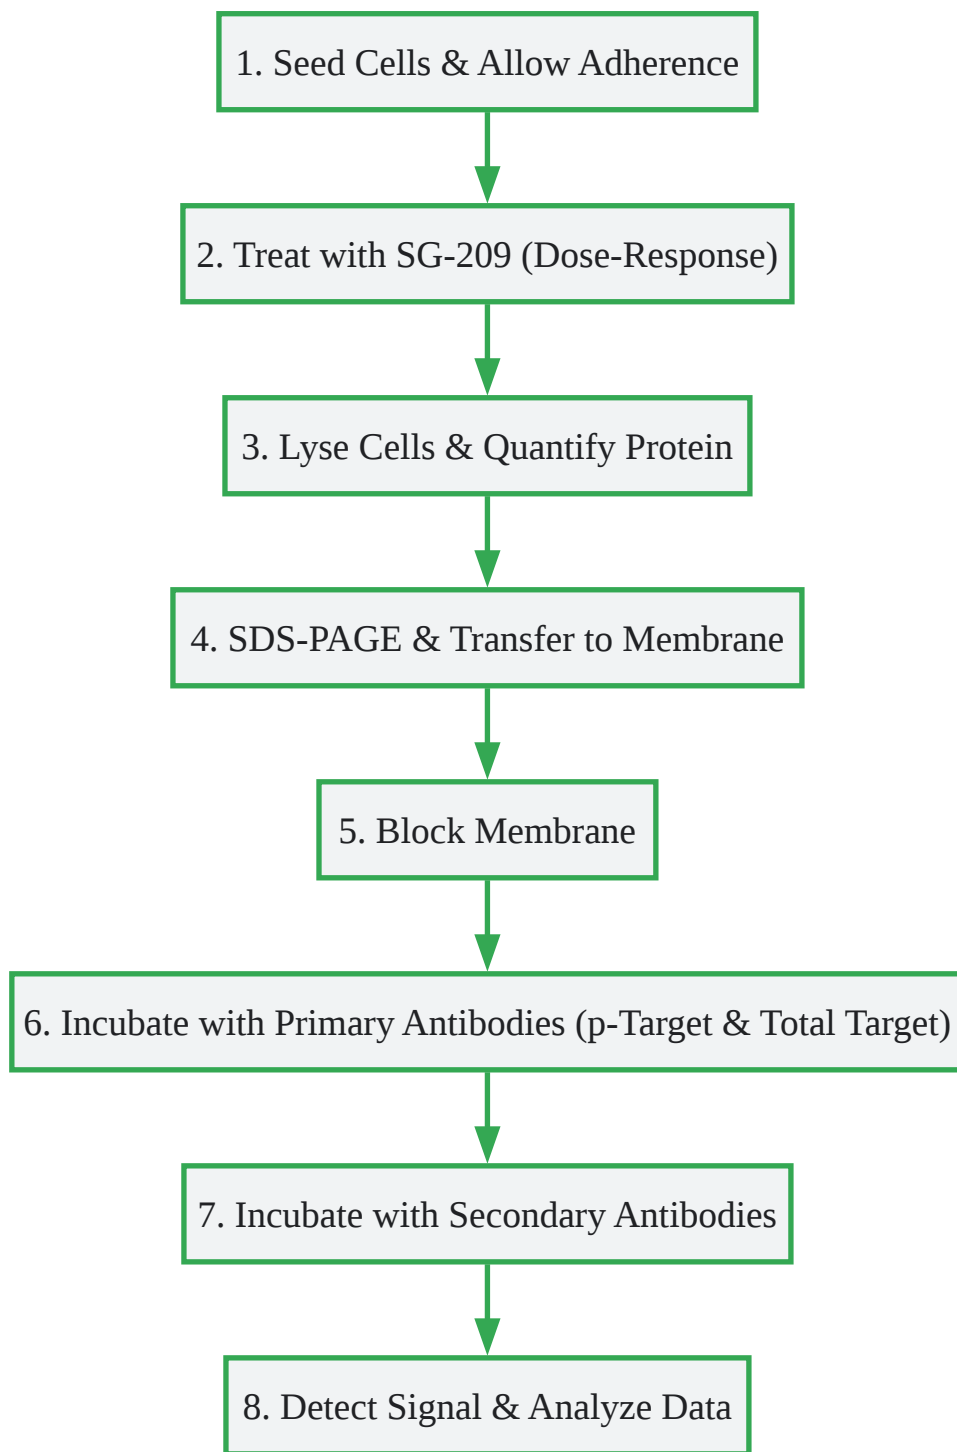 1. Seed Cells & Allow Adherence
2. Treat with SG-209 (Dose-Response)
3. Lyse Cells & Quantify Protein
4. SDS-PAGE & Transfer to Membrane
5. Block Membrane
6. Incubate with Primary Antibodies (p-Target & Total Target)
7. Incubate with Secondary Antibodies
8. Detect Signal & Analyze Data